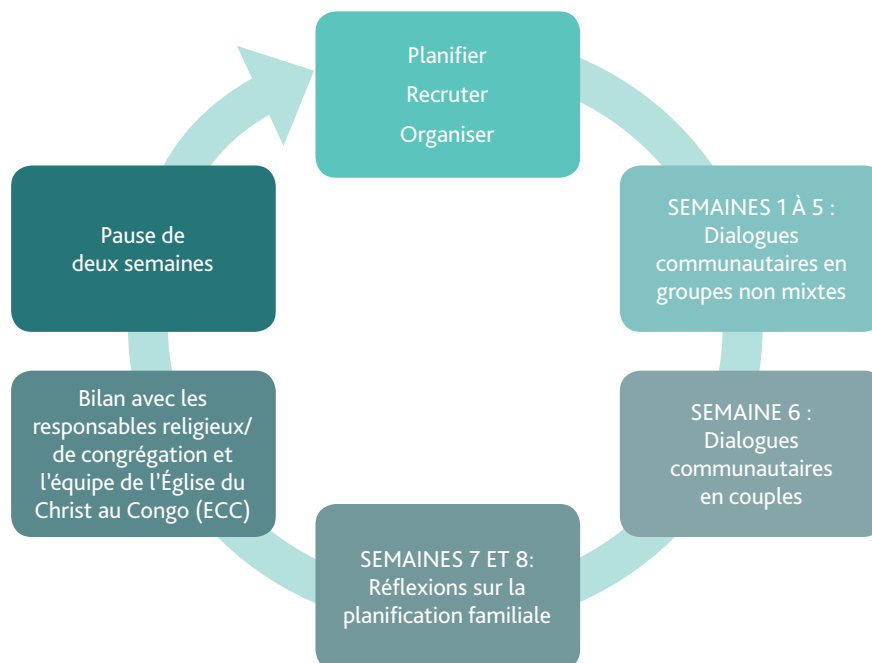 Planifier
Recruter
Organiser
SEMAINES 1 À 5 :
Dialogues
communautaires en
groupes non mixtes
SEMAINE 6 :
Dialogues
communautaires
en couples
SEMAINES 7 ET 8:
Réflexions sur la
planification familiale
Bilan avec les
responsables religieux/
de congrégation et
l'équipe de l'Église du
Christ au Congo (ECC)
Pause de
deux semaines